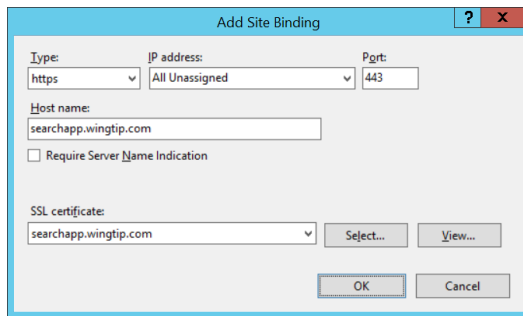 Add Site Binding
? X
Type: IP address: Port:
https All Unassigned 443
Host name:
searchapp.wingtip.com
Require Server Name Indication
SSL certificate:
searchapp.wingtip.com Select... View...
OK Cancel